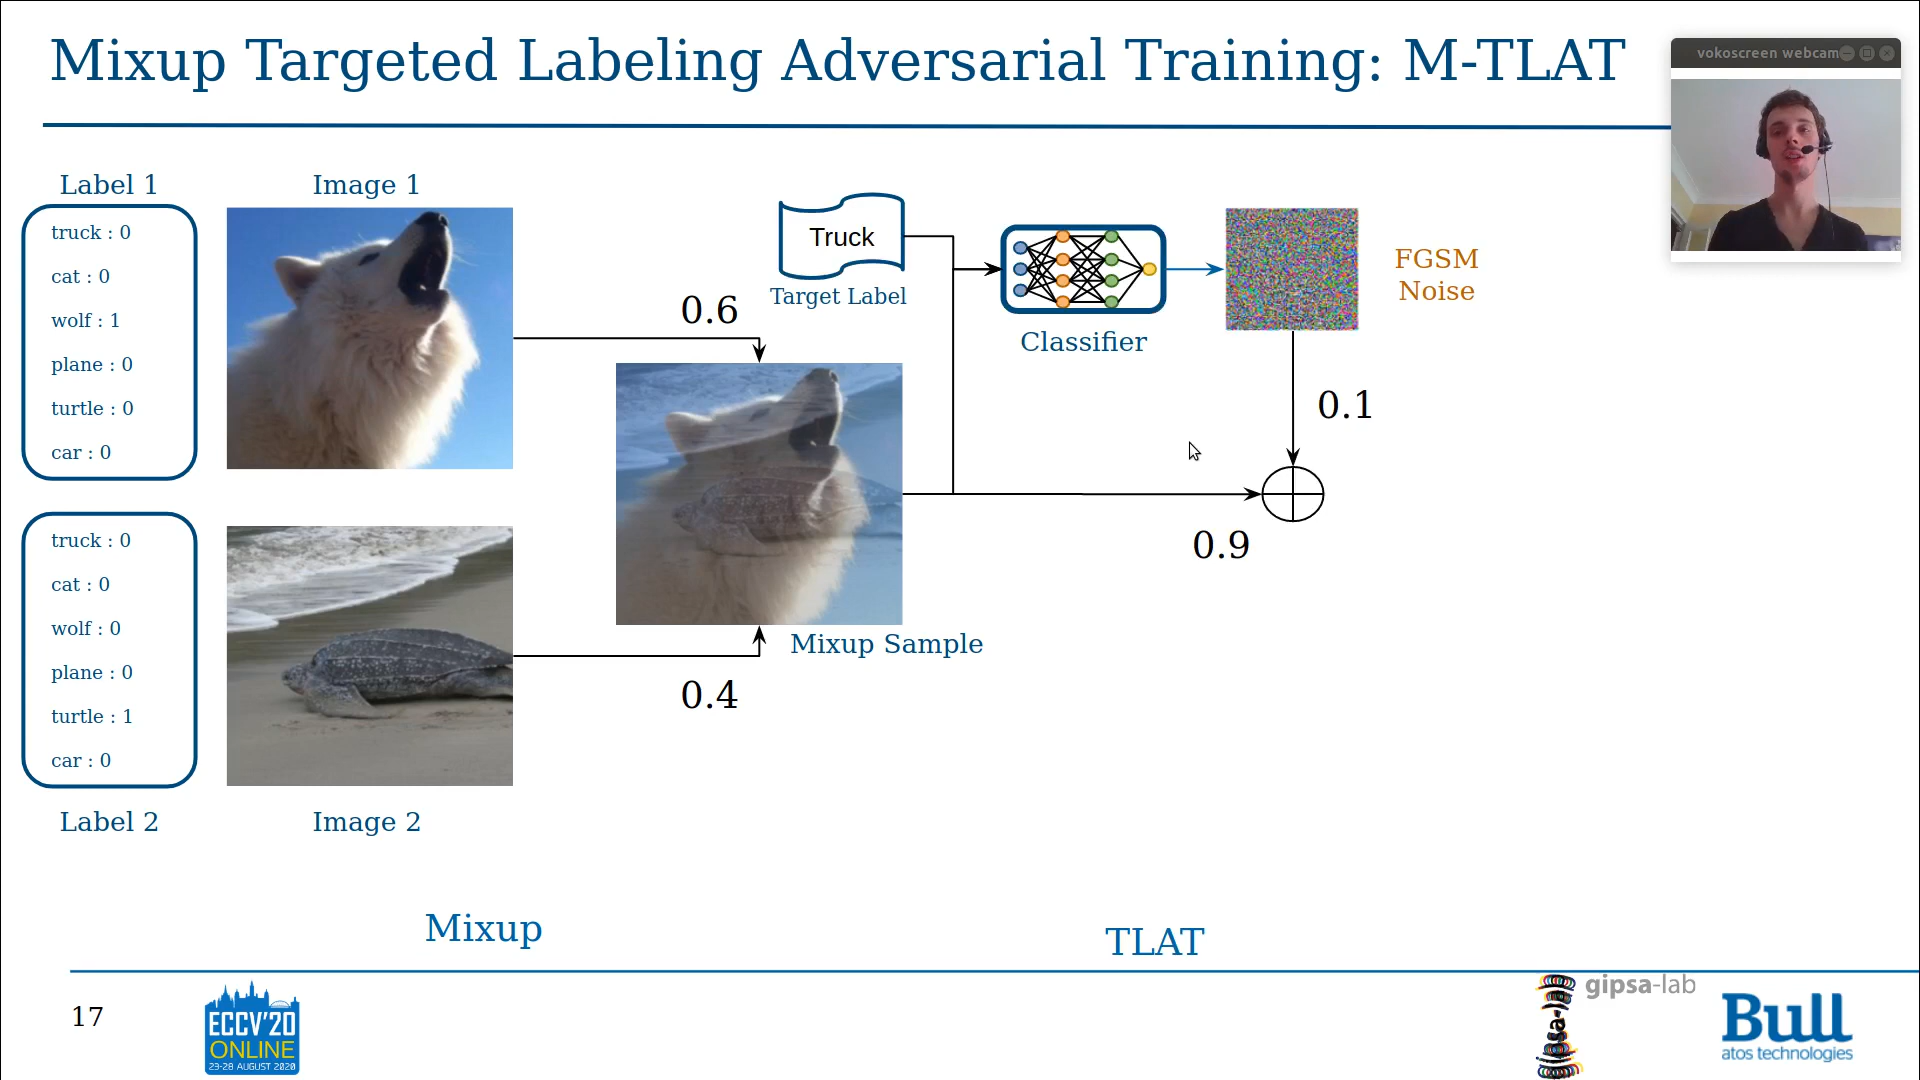 Mixup Targeted Labeling Adversarial Training: M-TLAT
vokoscreen webcam
Label 1
Image 1
truck : 0
cat : 0
wolf : 1
plane : 0
turtle : 0
car : 0
Truck
Target Label
0.6
Classifier
FGSM
Noise
0.1
0.9
truck : 0
cat : 0
wolf : 0
plane : 0
turtle : 1
car : 0
Mixup Sample
0.4
Label 2
Image 2
Mixup
TLAT
17
ECCV'20
ONLINE
23-28 AUGUST 2020
gipsa-lab
Bull
atos technologies